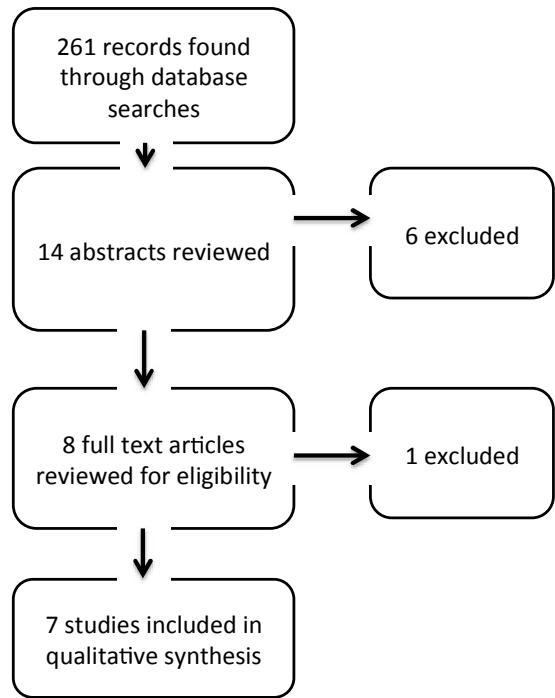 261 records found
through database
searches
14 abstracts reviewed
6 excluded
8 full text articles
reviewed for eligibility
1 excluded
7 studies included in
qualitative synthesis